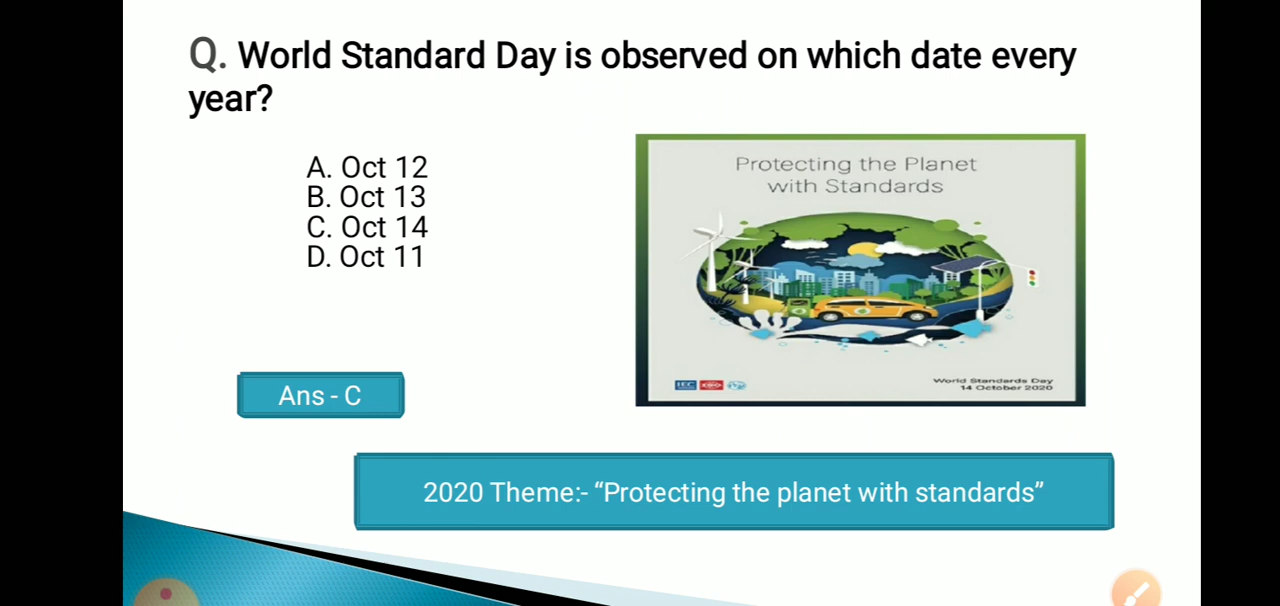 Q. World Standard Day is observed on which date every
year?
A. Oct 12
B. Oct 13
C. Oct 14
D. Oct 11
Protecting the Planet
with Standards
IEC ISO
World Standards Day
14 October 2020
Ans - C
2020 Theme:- “Protecting the planet with standards”